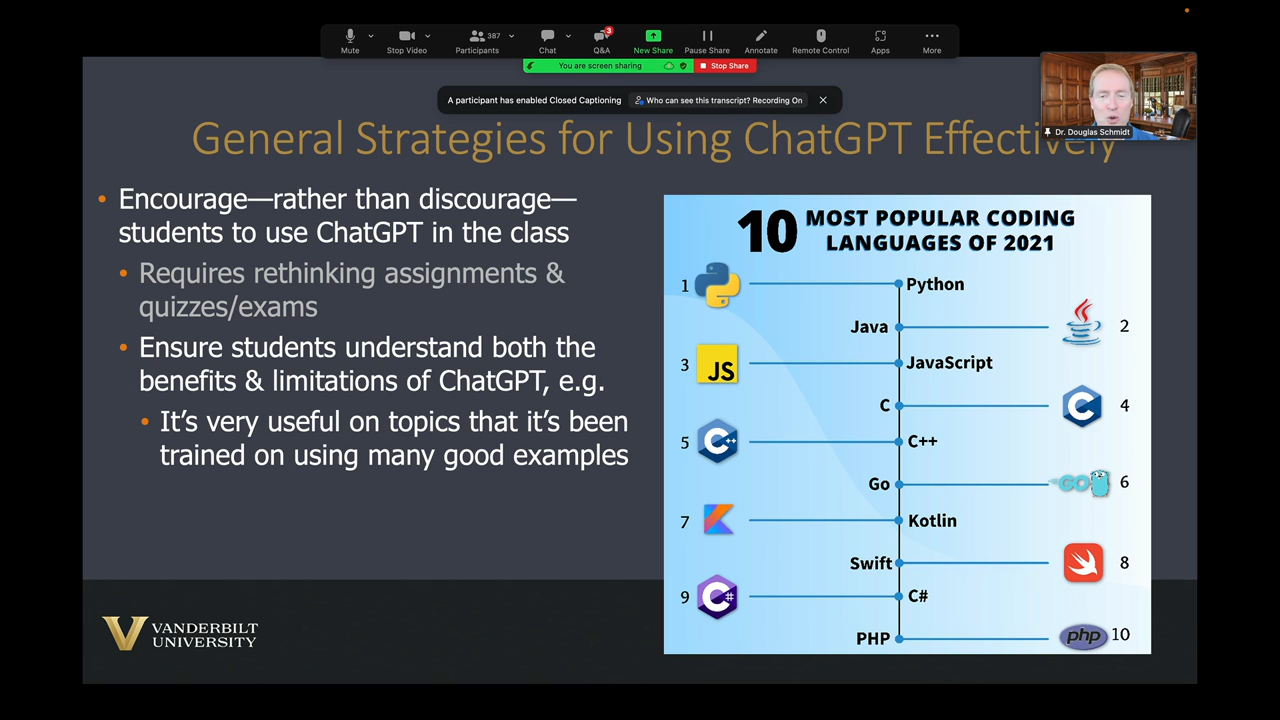 Mute
Stop Video
387
Participants
Chat
3
Q&A
New Share
Pause Share
Annotate
Remote Control
Apps
More
You are screen sharing
Stop Share
A participant has enabled Closed Captioning
Who can see this transcript? Recording On
Dr. Douglas Schmidt
General Strategies for Using ChatGPT Effectively
• Encourage—rather than discourage—
students to use ChatGPT in the class
• Requires rethinking assignments &
quizzes/exams
• Ensure students understand both the
benefits & limitations of ChatGPT, e.g.
• It’s very useful on topics that it’s been
trained on using many good examples
10 MOST POPULAR CODING
LANGUAGES OF 2021
1 Python
Java 2
3 JS JavaScript
C C 4
5 C++ C++
Go GO 6
7 Kotlin
Swift 8
9 C# C#
PHP php 10
V VANDERBILT
UNIVERSITY